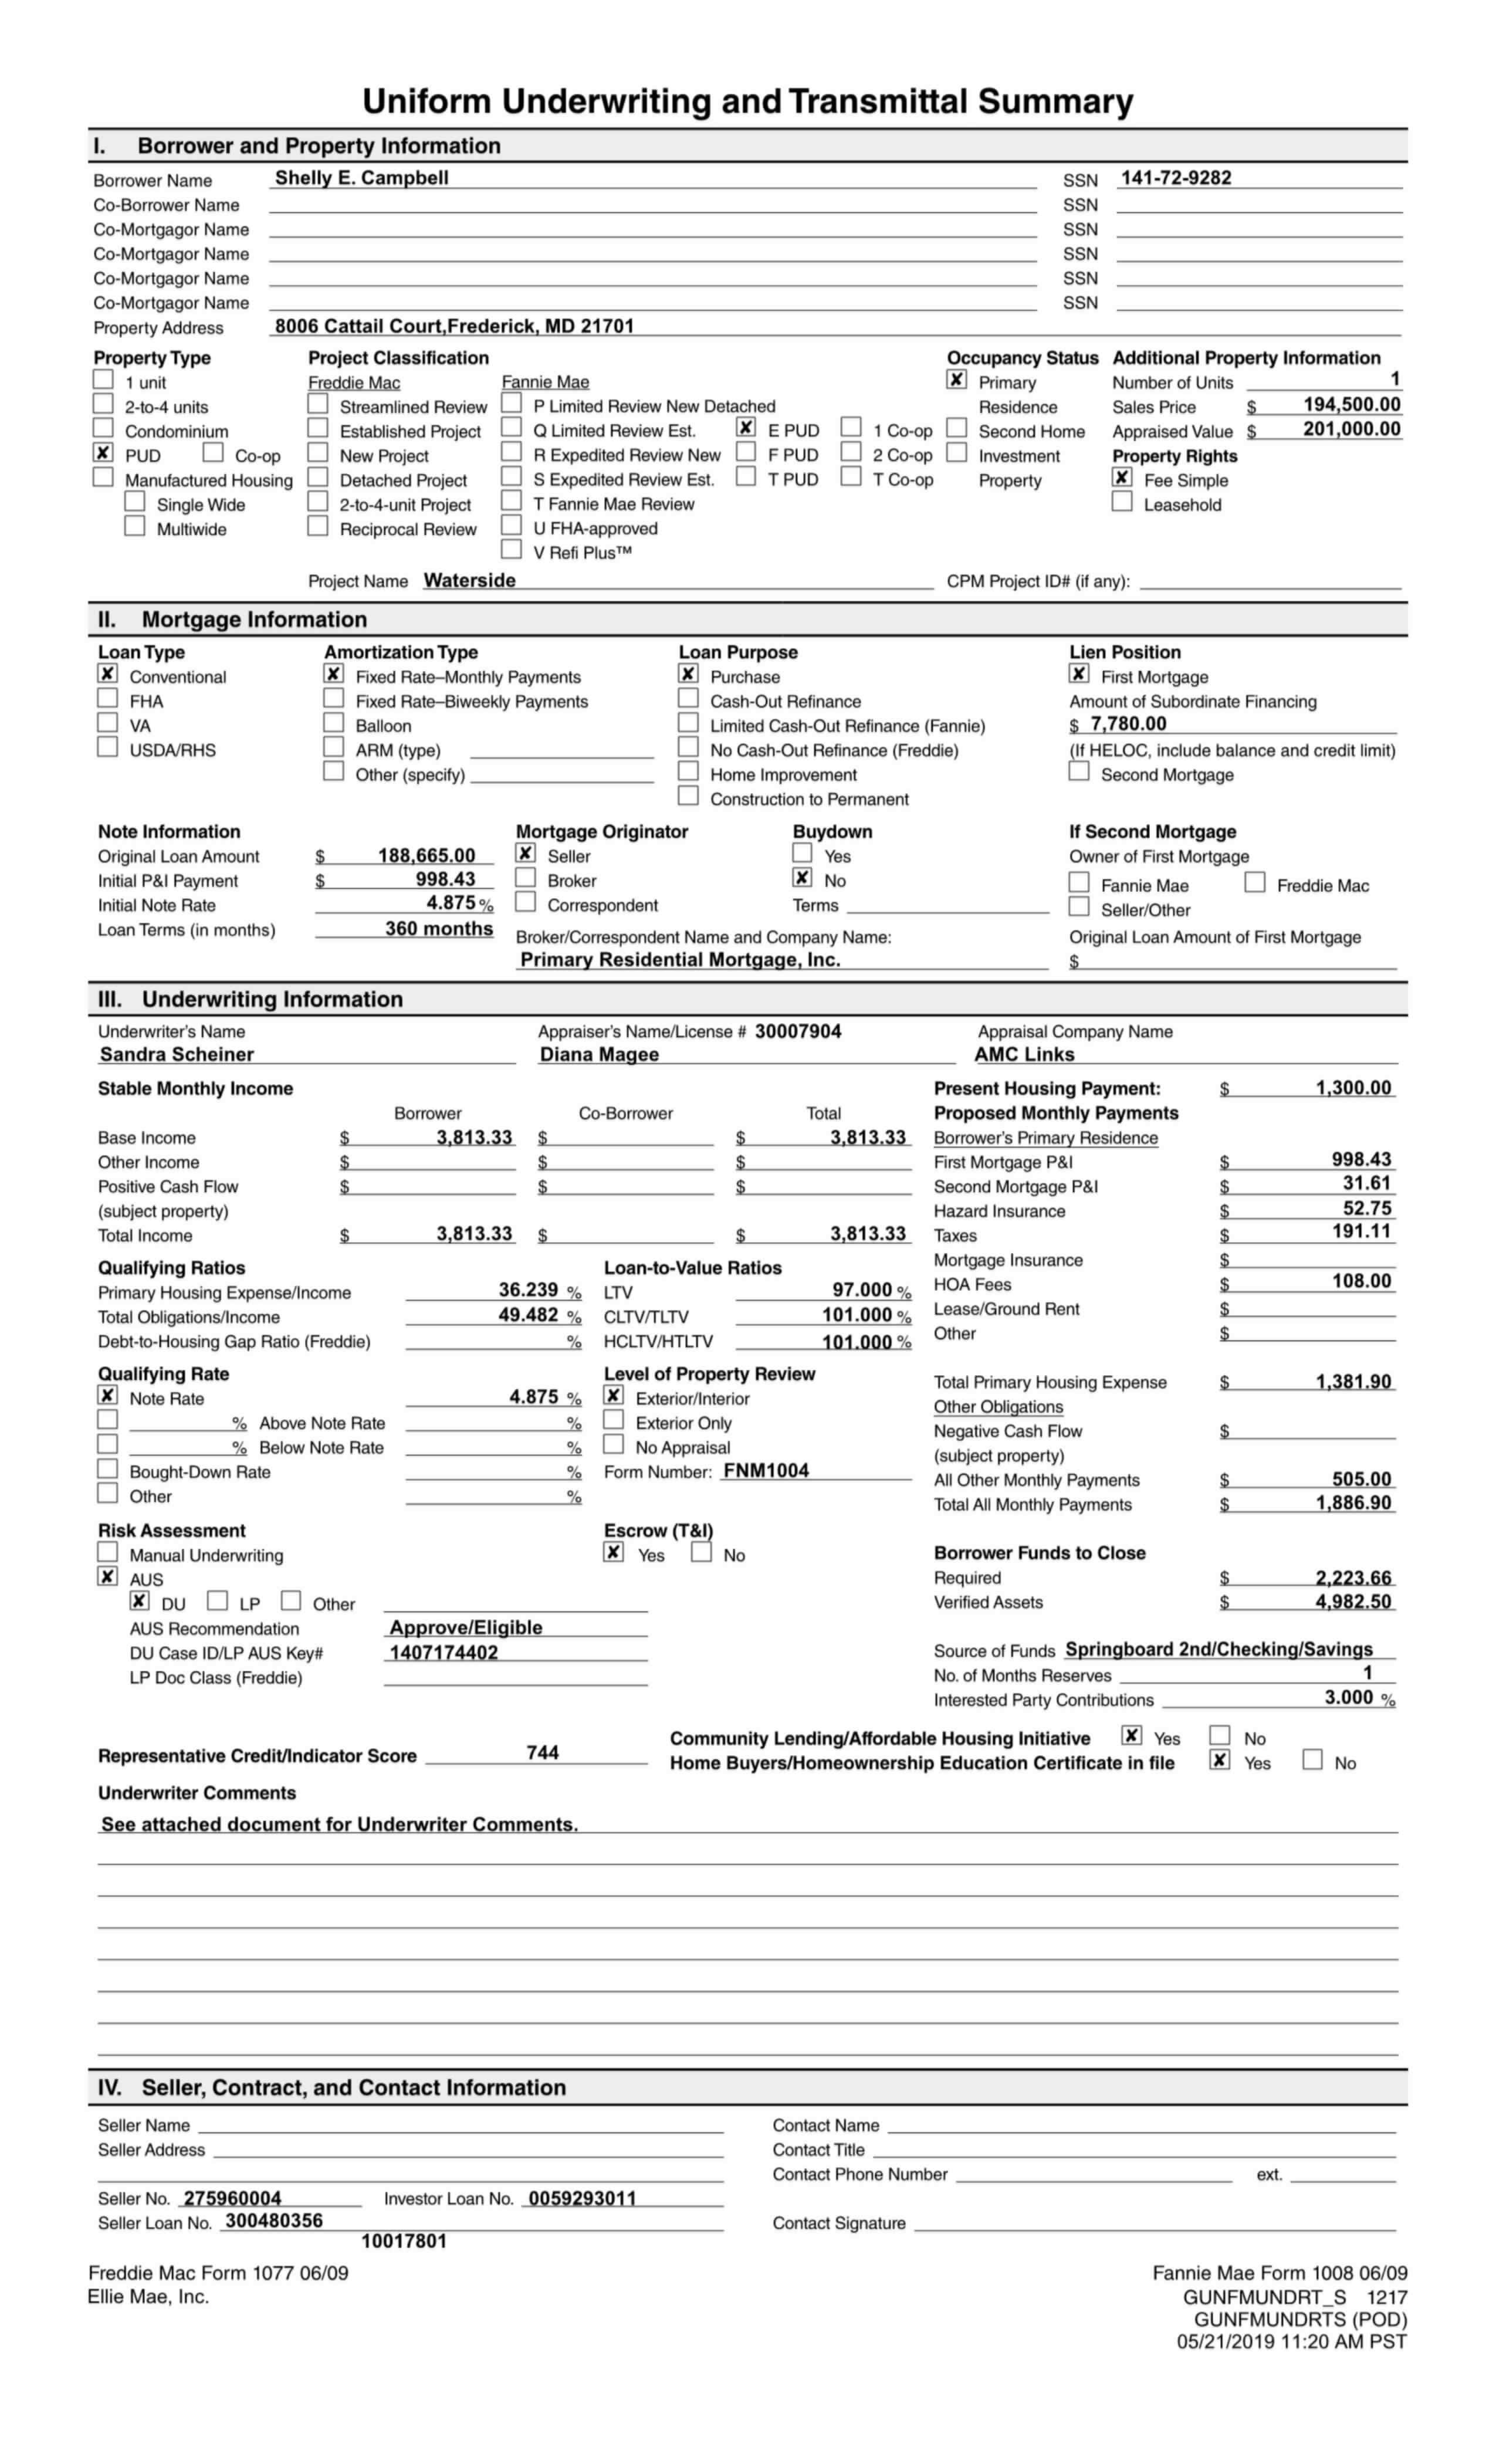 Uniform Underwriting and Transmittal Summary
I. Borrower and Property Information
Borrower Name Shelly E. Campbell SSN 141-72-9282
Co-Borrower Name SSN
Co-Mortgagor Name SSN
Co-Mortgagor Name SSN
Co-Mortgagor Name SSN
Co-Mortgagor Name SSN
Property Address 8006 Cattail Court,Frederick, MD 21701
Property Type Project Classification Occupancy Status Additional Property Information
1 unit Freddie Mac Fannie Mae ✘ Primary Number of Units 1
2-to-4 units Streamlined Review P Limited Review New Detached Residence Sales Price $ 194,500.00
Condominium Established Project Q Limited Review Est. ✘ E PUD 1 Co-op Second Home Appraised Value $ 201,000.00
✘ PUD Co-op New Project R Expedited Review New F PUD 2 Co-op Investment Property Rights
Manufactured Housing Detached Project S Expedited Review Est. T PUD T Co-op Property ✘ Fee Simple
Single Wide 2-to-4-unit Project T Fannie Mae Review Leasehold
Multiwide Reciprocal Review U FHA-approved
V Refi Plus™
Project Name Waterside CPM Project ID# (if any):
II. Mortgage Information
Loan Type Amortization Type Loan Purpose Lien Position
✘ Conventional ✘ Fixed Rate–Monthly Payments ✘ Purchase ✘ First Mortgage
FHA Fixed Rate–Biweekly Payments Cash-Out Refinance Amount of Subordinate Financing
VA Balloon Limited Cash-Out Refinance (Fannie) $ 7,780.00
USDA/RHS ARM (type) No Cash-Out Refinance (Freddie) (If HELOC, include balance and credit limit)
Other (specify) Home Improvement Second Mortgage
Construction to Permanent
Note Information Mortgage Originator Buydown If Second Mortgage
Original Loan Amount $ 188,665.00 ✘ Seller Yes Owner of First Mortgage
Initial P&I Payment $ 998.43 Broker ✘ No Fannie Mae Freddie Mac
Initial Note Rate 4.875 % Correspondent Terms Seller/Other
Loan Terms (in months) 360 months Broker/Correspondent Name and Company Name: Original Loan Amount of First Mortgage
Primary Residential Mortgage, Inc. $
III. Underwriting Information
Underwriter's Name Appraiser's Name/License # 30007904 Appraisal Company Name
Sandra Scheiner Diana Magee AMC Links
Stable Monthly Income Present Housing Payment: $ 1,300.00
Borrower Co-Borrower Total Proposed Monthly Payments
Base Income $ 3,813.33 $ $ 3,813.33 Borrower's Primary Residence
Other Income $ $ $ First Mortgage P&I $ 998.43
Positive Cash Flow $ $ $ Second Mortgage P&I $ 31.61
(subject property) Hazard Insurance $ 52.75
Total Income $ 3,813.33 $ $ 3,813.33 Taxes $ 191.11
Qualifying Ratios Loan-to-Value Ratios Mortgage Insurance $
Primary Housing Expense/Income 36.239 % LTV 97.000 % HOA Fees $ 108.00
Total Obligations/Income 49.482 % CLTV/TLTV 101.000 % Lease/Ground Rent $
Debt-to-Housing Gap Ratio (Freddie) % HCLTV/HTLTV 101.000 % Other $
Qualifying Rate Level of Property Review Total Primary Housing Expense $ 1,381.90
✘ Note Rate 4.875 % ✘ Exterior/Interior Other Obligations
% Above Note Rate % Exterior Only Negative Cash Flow $
% Below Note Rate % No Appraisal (subject property)
Bought-Down Rate % Form Number: FNM1004 All Other Monthly Payments $ 505.00
Other % Total All Monthly Payments $ 1,886.90
Risk Assessment Escrow (T&I)
Manual Underwriting ✘ Yes No Borrower Funds to Close
✘ AUS Required $ 2,223.66
✘ DU LP Other Verified Assets $ 4,982.50
AUS Recommendation Approve/Eligible
DU Case ID/LP AUS Key# 1407174402 Source of Funds Springboard 2nd/Checking/Savings
LP Doc Class (Freddie) No. of Months Reserves 1
Interested Party Contributions 3.000 %
Community Lending/Affordable Housing Initiative ✘ Yes No
Representative Credit/Indicator Score 744 Home Buyers/Homeownership Education Certificate in file ✘ Yes No
Underwriter Comments
See attached document for Underwriter Comments.
IV. Seller, Contract, and Contact Information
Seller Name Contact Name
Seller Address Contact Title
Contact Phone Number ext.
Seller No. 275960004 Investor Loan No. 0059293011
Seller Loan No. 300480356 Contact Signature
10017801
Freddie Mac Form 1077 06/09 Fannie Mae Form 1008 06/09
Ellie Mae, Inc. GUNFMUNDRT_S 1217
GUNFMUNDRTS (POD)
05/21/2019 11:20 AM PST